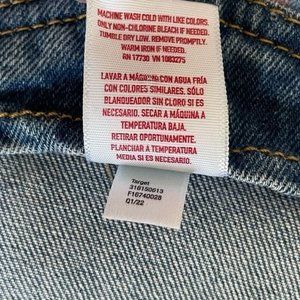 MACHINE WASH COLD WITH LIKE COLORS.
ONLY NON-CHLORINE BLEACH IF NEEDED.
TUMBLE DRY LOW. REMOVE PROMPTLY.
WARM IRON IF NEEDED.
RN 17730 VN 1083275
LAVAR A MÁQUINA CON AGUA FRÍA
CON COLORES SIMILARES. SÓLO
BLANQUEADOR SIN CLORO SI ES
NECESARIO. SECAR A MÁQUINA A
TEMPERATURA BAJA.
RETIRAR OPORTUNAMENTE.
PLANCHAR A TEMPERATURA
MEDIA SI ES NECESARIO.
Target
316150613
F16740028
Q1/22